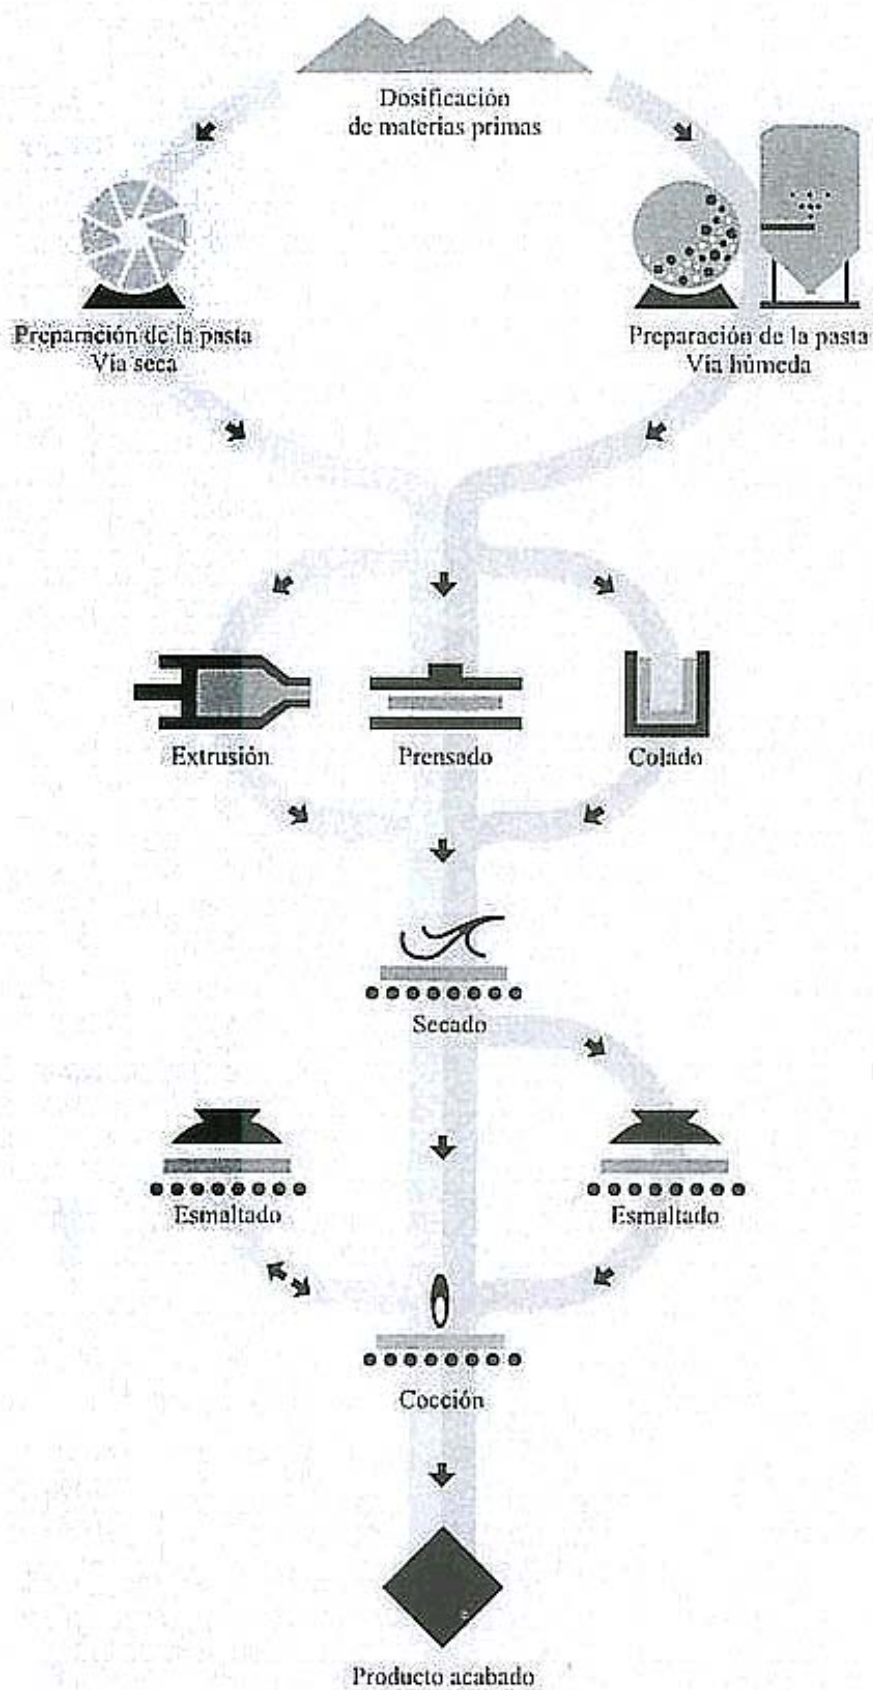 Dosificación
de materias primas
Preparación de la pasta
Vía seca
Preparación de la pasta
Vía húmeda
Extrusión
Prensado
Colado
Secado
Esmaltado
Esmaltado
Cocción
Producto acabado